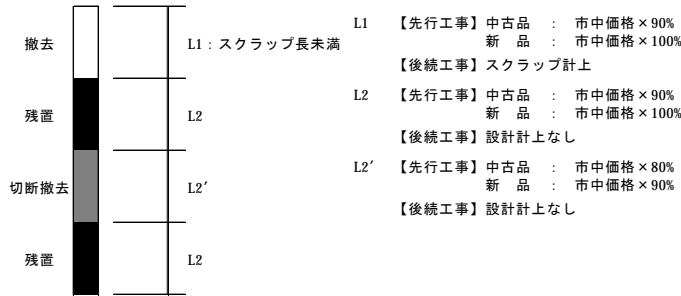 撤去
L1：スクラップ長未満
残置
L2
切断撤去
L2′
残置
L2
L1 【先行工事】中古品 ： 市中価格×90%
新 品 ： 市中価格×100%
【後続工事】スクラップ計上
L2 【先行工事】中古品 ： 市中価格×90%
新 品 ： 市中価格×100%
【後続工事】設計計上なし
L2′ 【先行工事】中古品 ： 市中価格×80%
新 品 ： 市中価格×90%
【後続工事】設計計上なし